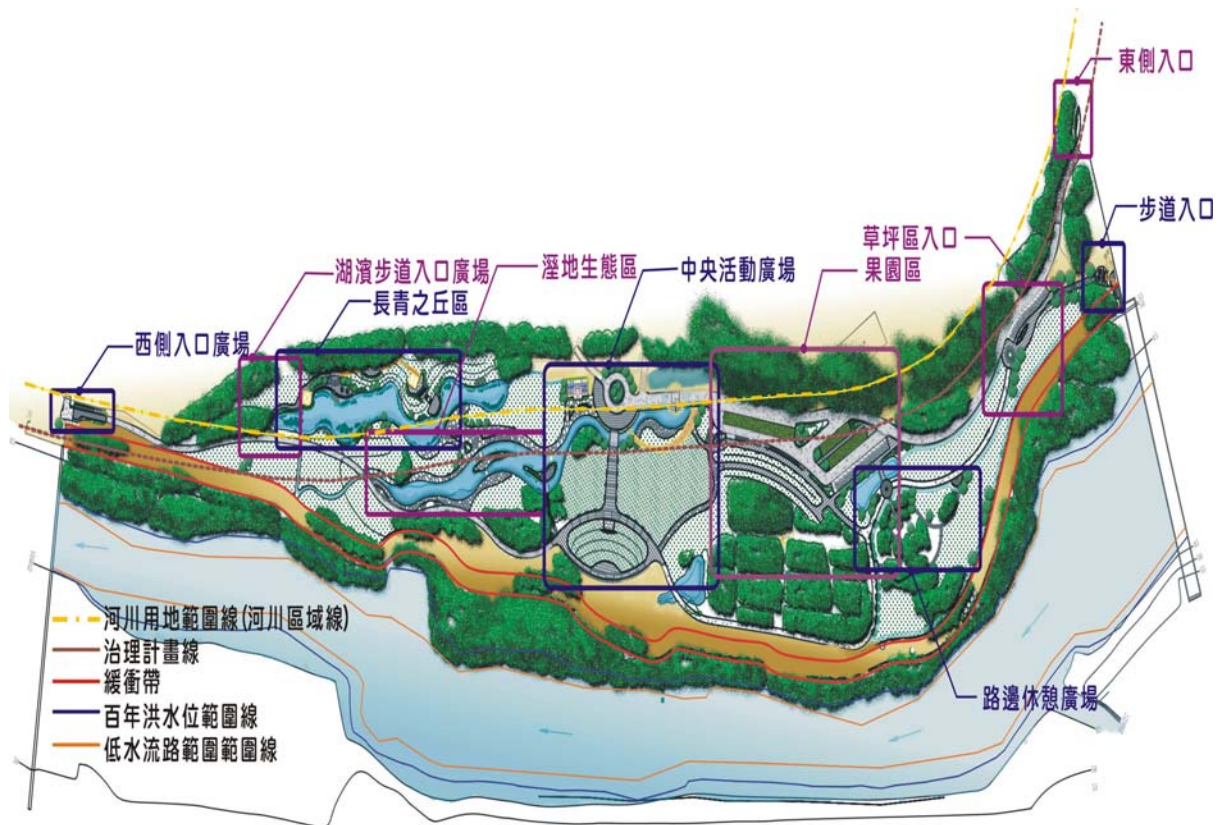 東側入口
步道入口
草坪區入口
果園區
中央活動廣場
溼地生態區
湖濱步道入口廣場
長青之丘區
西側入口廣場
河川用地範圍線(河川區域線)
治理計畫線
緩衝帶
百年洪水位範圍線
低水流路範圍範圍線
路邊休憩廣場